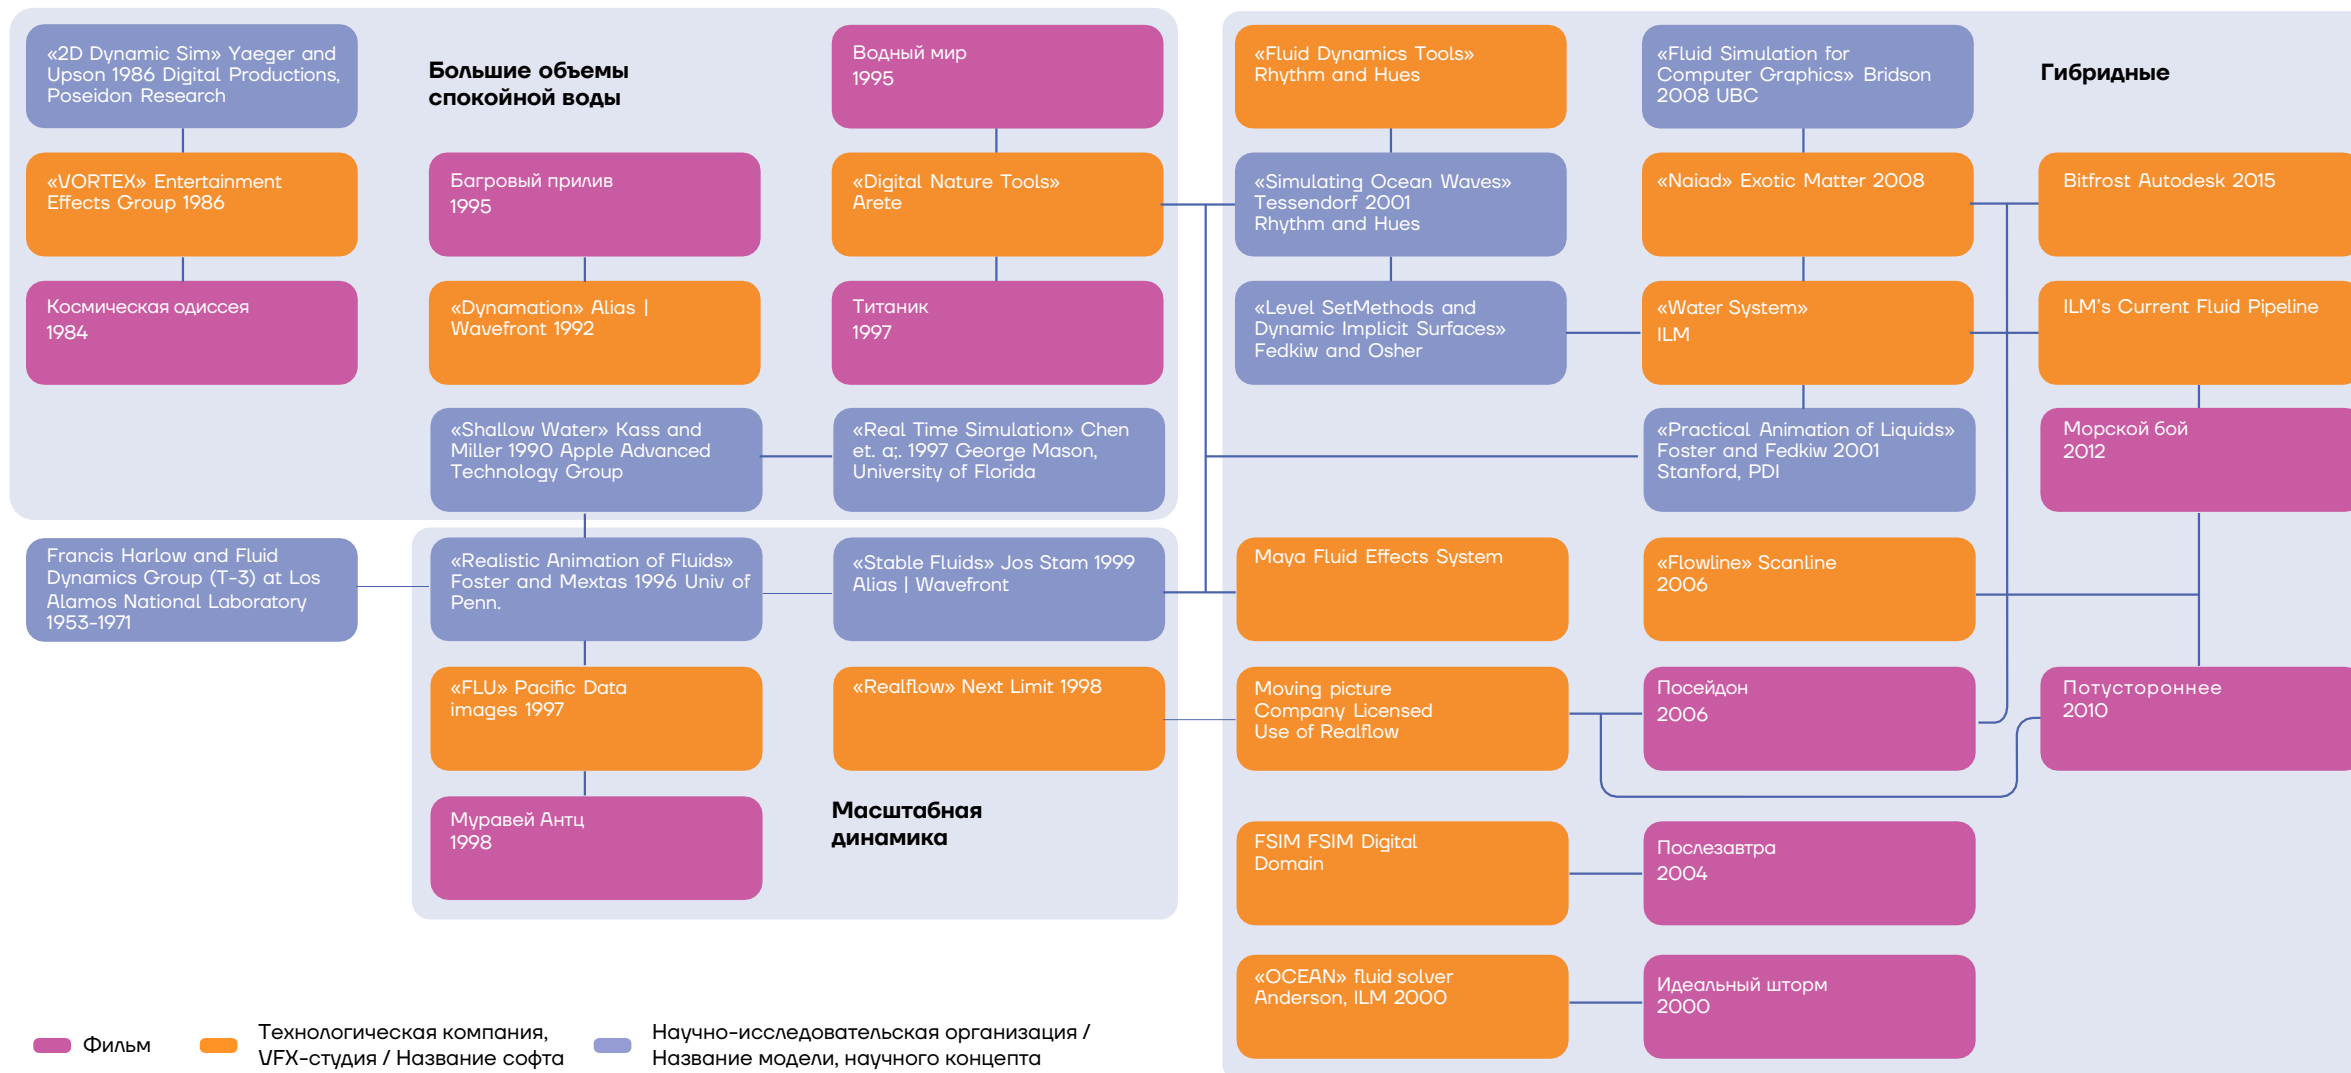 «2D Dynamic Sim» Yaeger and
Upson 1986 Digital Productions,
Poseidon Research
«VORTEX» Entertainment
Effects Group 1986
Космическая одиссея
1984
Большие объемы
спокойной воды
Багровый прилив
1995
«Dynamation» Alias |
Wavefront 1992
«Shallow Water» Kass and
Miller 1990 Apple Advanced
Technology Group
Водный мир
1995
«Digital Nature Tools»
Arete
Титаник
1997
«Real Time Simulation» Chen
et. a;. 1997 George Mason,
University of Florida
Francis Harlow and Fluid
Dynamics Group (T-3) at Los
Alamos National Laboratory
1953-1971
«Realistic Animation of Fluids»
Foster and Mextas 1996 Univ of
Penn.
«FLU» Pacific Data
images 1997
Муравей Антц
1998
«Stable Fluids» Jos Stam 1999
Alias | Wavefront
«Realflow» Next Limit 1998
Масштабная
динамика
«Fluid Dynamics Tools»
Rhythm and Hues
«Simulating Ocean Waves»
Tessendorf 2001
Rhythm and Hues
«Level SetMethods and
Dynamic Implicit Surfaces»
Fedkiw and Osher
Maya Fluid Effects System
Moving picture
Company Licensed
Use of Realflow
FSIM FSIM Digital
Domain
«OCEAN» fluid solver
Anderson, ILM 2000
«Fluid Simulation for
Computer Graphics» Bridson
2008 UBC
«Naiad» Exotic Matter 2008
«Water System»
ILM
«Practical Animation of Liquids»
Foster and Fedkiw 2001
Stanford, PDI
«Flowline» Scanline
2006
Посейдон
2006
Послезавтра
2004
Идеальный шторм
2000
Гибридные
Bitfrost Autodesk 2015
ILM's Current Fluid Pipeline
Морской бой
2012
Потустороннее
2010
Фильм
Технологическая компания,
VFX-студия / Название софта
Научно-исследовательская организация /
Название модели, научного концепта